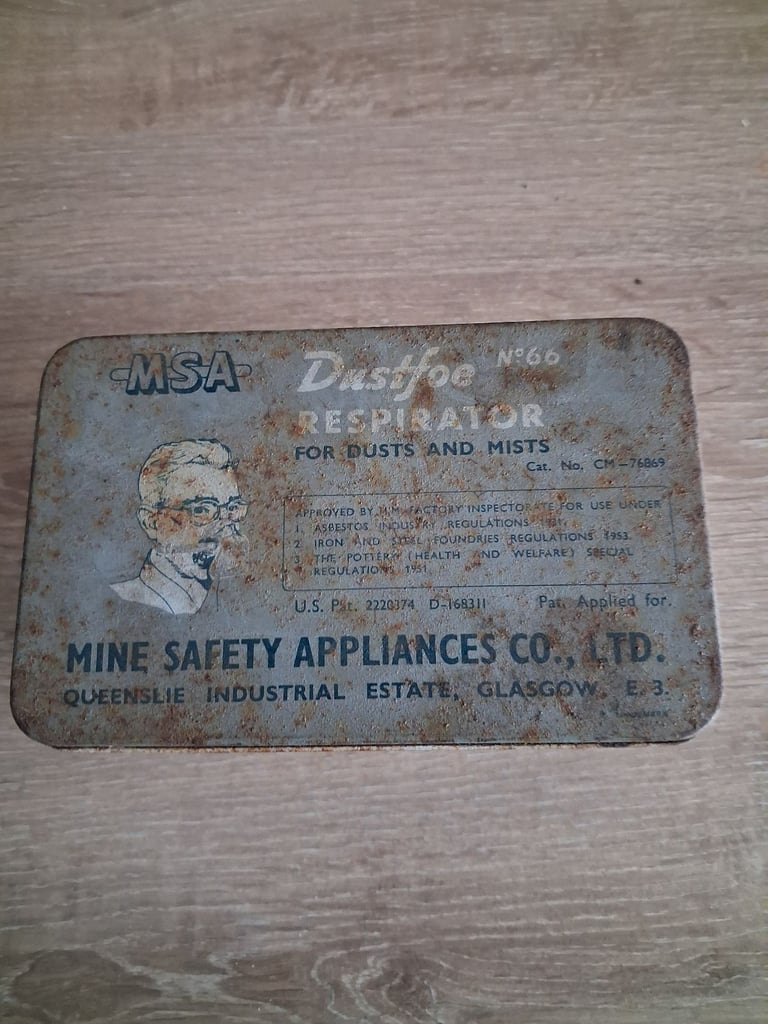 MSA
Dustfoe Nº66
RESPIRATOR
FOR DUSTS AND MISTS
Cat. No. CM-76869
APPROVED BY H.M. FACTORY INSPECTORATE FOR USE UNDER
1. ASBESTOS INDUSTRY REGULATIONS 1931.
2. IRON AND STEEL FOUNDRIES REGULATIONS 1953.
3. THE POTTERY (HEALTH AND WELFARE) SPECIAL
REGULATIONS 1951.
U.S. Pat. 2220374 D-168311 Pat. Applied for.
MINE SAFETY APPLIANCES CO., LTD.
QUEENSLIE INDUSTRIAL ESTATE, GLASGOW, E.3.